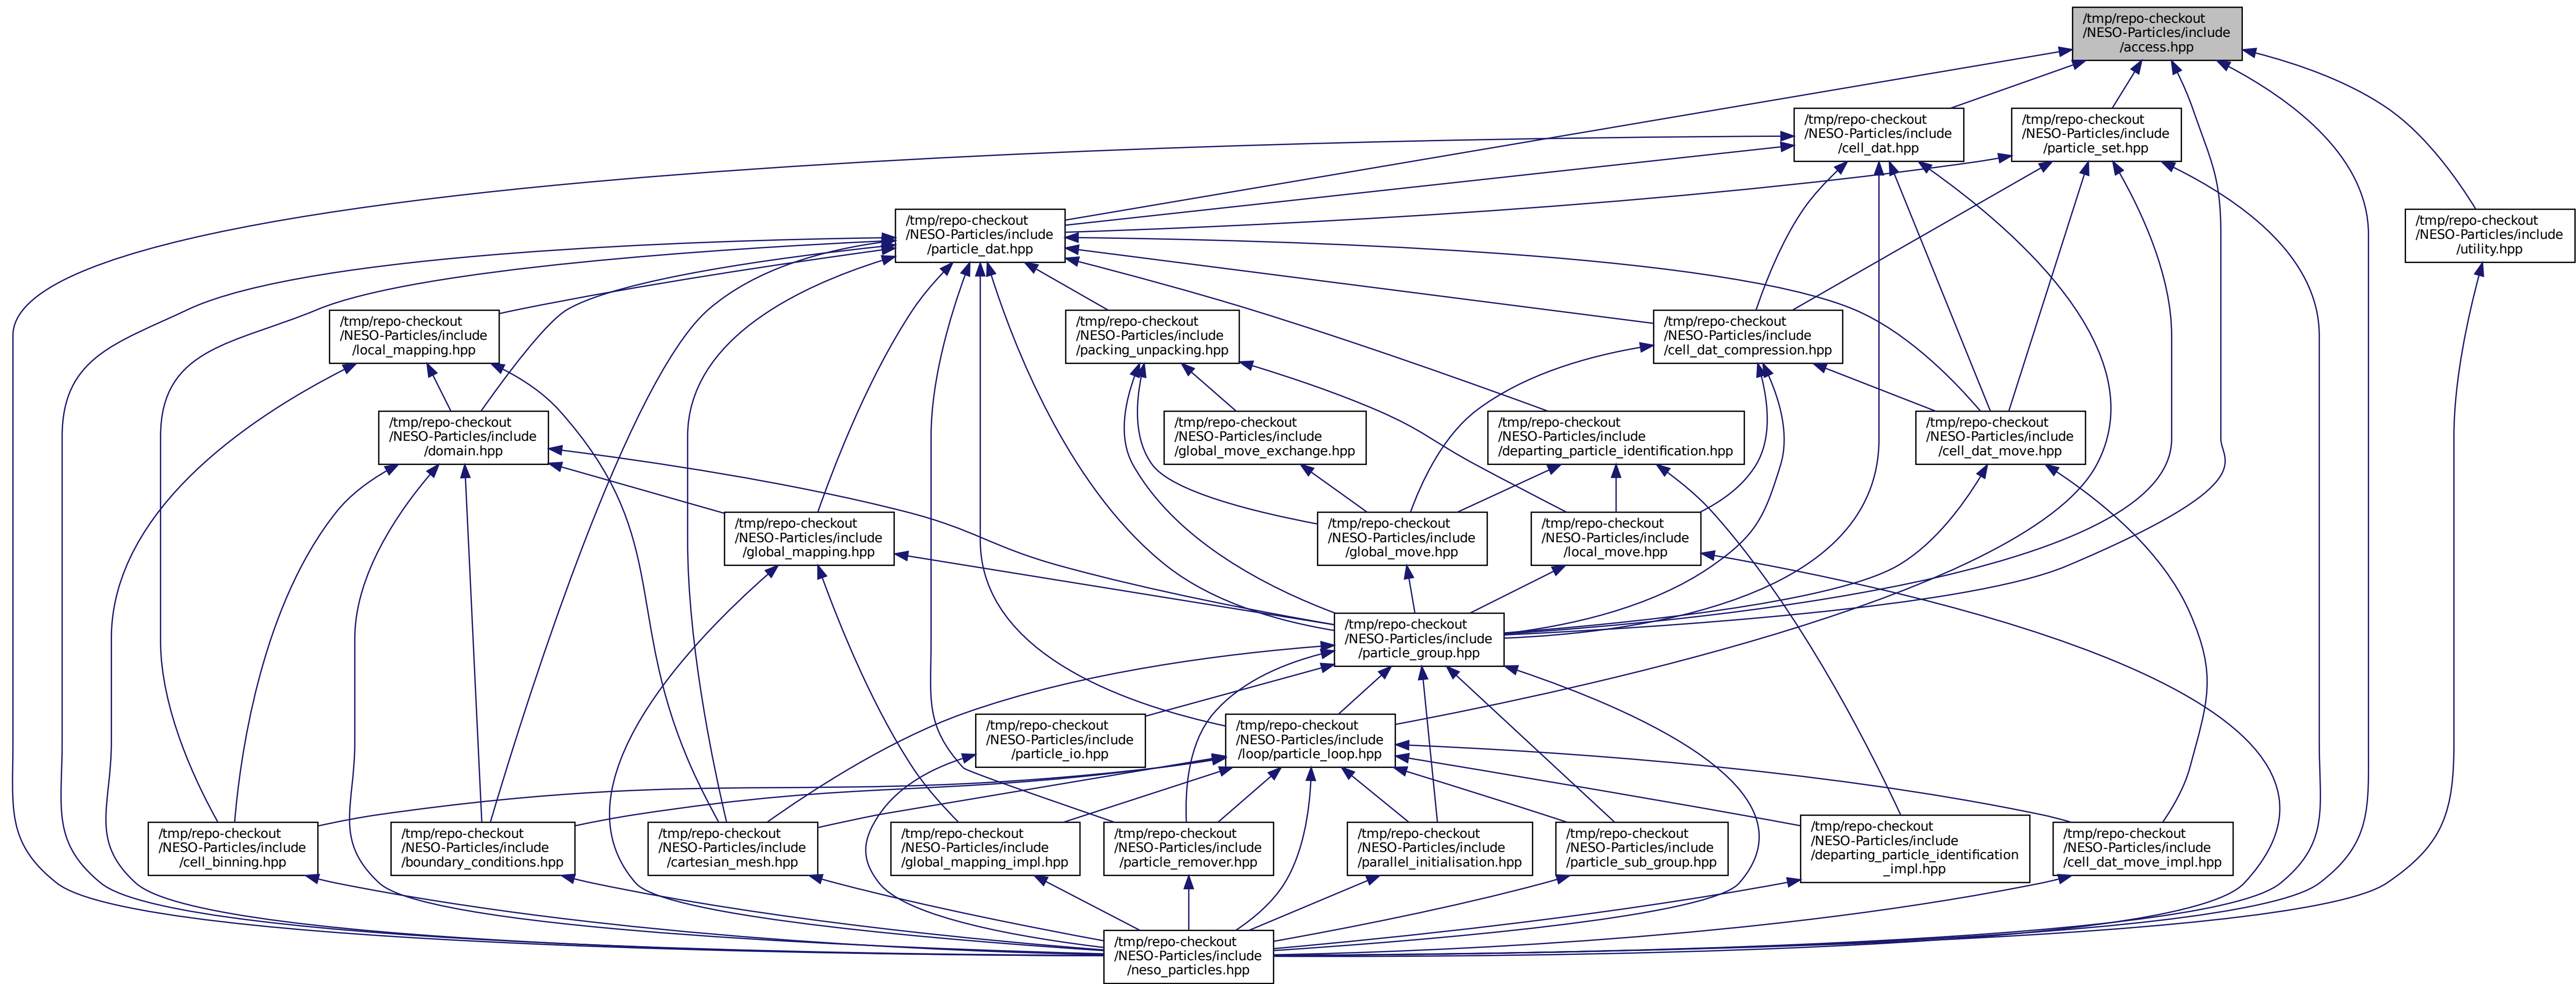 /tmp/repo-checkout
/NESO-Particles/include
/access.hpp
/tmp/repo-checkout
/NESO-Particles/include
/cell_dat.hpp
/tmp/repo-checkout
/NESO-Particles/include
/particle_set.hpp
/tmp/repo-checkout
/NESO-Particles/include
/particle_dat.hpp
/tmp/repo-checkout
/NESO-Particles/include
/utility.hpp
/tmp/repo-checkout
/NESO-Particles/include
/local_mapping.hpp
/tmp/repo-checkout
/NESO-Particles/include
/packing_unpacking.hpp
/tmp/repo-checkout
/NESO-Particles/include
/cell_dat_compression.hpp
/tmp/repo-checkout
/NESO-Particles/include
/domain.hpp
/tmp/repo-checkout
/NESO-Particles/include
/global_move_exchange.hpp
/tmp/repo-checkout
/NESO-Particles/include
/departing_particle_identification.hpp
/tmp/repo-checkout
/NESO-Particles/include
/cell_dat_move.hpp
/tmp/repo-checkout
/NESO-Particles/include
/global_mapping.hpp
/tmp/repo-checkout
/NESO-Particles/include
/global_move.hpp
/tmp/repo-checkout
/NESO-Particles/include
/local_move.hpp
/tmp/repo-checkout
/NESO-Particles/include
/particle_group.hpp
/tmp/repo-checkout
/NESO-Particles/include
/particle_io.hpp
/tmp/repo-checkout
/NESO-Particles/include
/loop/particle_loop.hpp
/tmp/repo-checkout
/NESO-Particles/include
/cell_binning.hpp
/tmp/repo-checkout
/NESO-Particles/include
/boundary_conditions.hpp
/tmp/repo-checkout
/NESO-Particles/include
/cartesian_mesh.hpp
/tmp/repo-checkout
/NESO-Particles/include
/global_mapping_impl.hpp
/tmp/repo-checkout
/NESO-Particles/include
/particle_remover.hpp
/tmp/repo-checkout
/NESO-Particles/include
/parallel_initialisation.hpp
/tmp/repo-checkout
/NESO-Particles/include
/particle_sub_group.hpp
/tmp/repo-checkout
/NESO-Particles/include
/departing_particle_identification
_impl.hpp
/tmp/repo-checkout
/NESO-Particles/include
/cell_dat_move_impl.hpp
/tmp/repo-checkout
/NESO-Particles/include
/neso_particles.hpp